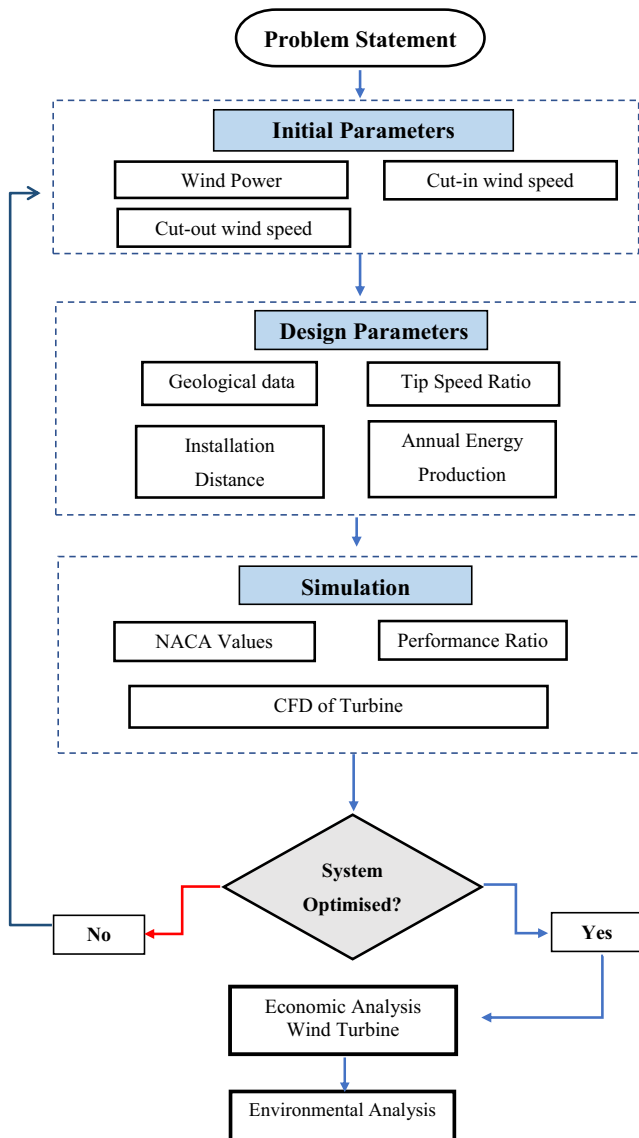 Problem Statement
Initial Parameters
Wind Power
Cut-in wind speed
Cut-out wind speed
Design Parameters
Geological data
Tip Speed Ratio
Installation
Distance
Annual Energy
Production
Simulation
NACA Values
Performance Ratio
CFD of Turbine
System
Optimised?
No
Yes
Economic Analysis
Wind Turbine
Environmental Analysis